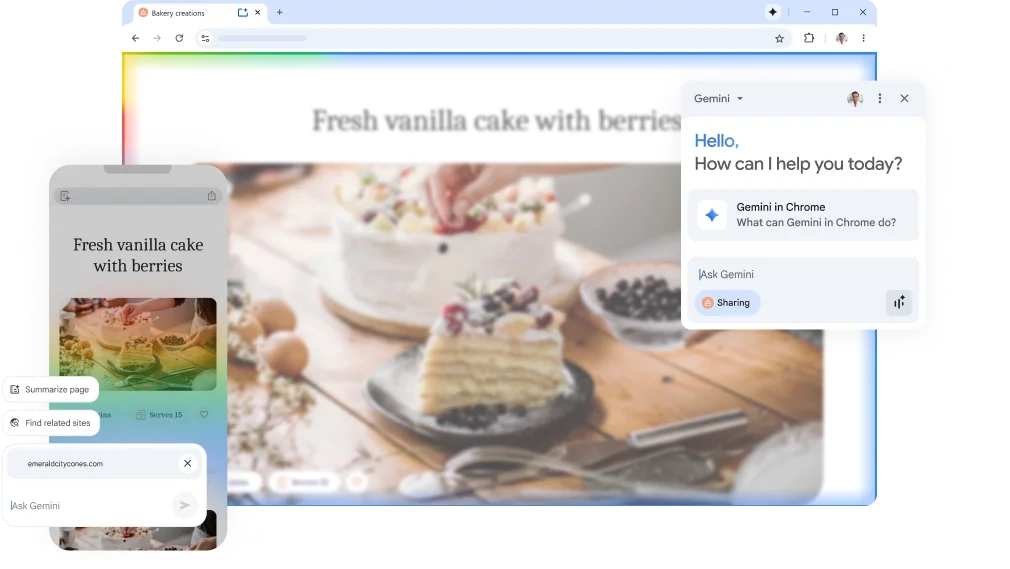 Bakery creations
Fresh vanilla cake with berries
Gemini
Hello,
How can I help you today?
Gemini in Chrome
What can Gemini in Chrome do?
Ask Gemini
Sharing
Fresh vanilla cake
with berries
Serves 15
Summarize page
Find related sites
emeraldcitycones.com
Ask Gemini